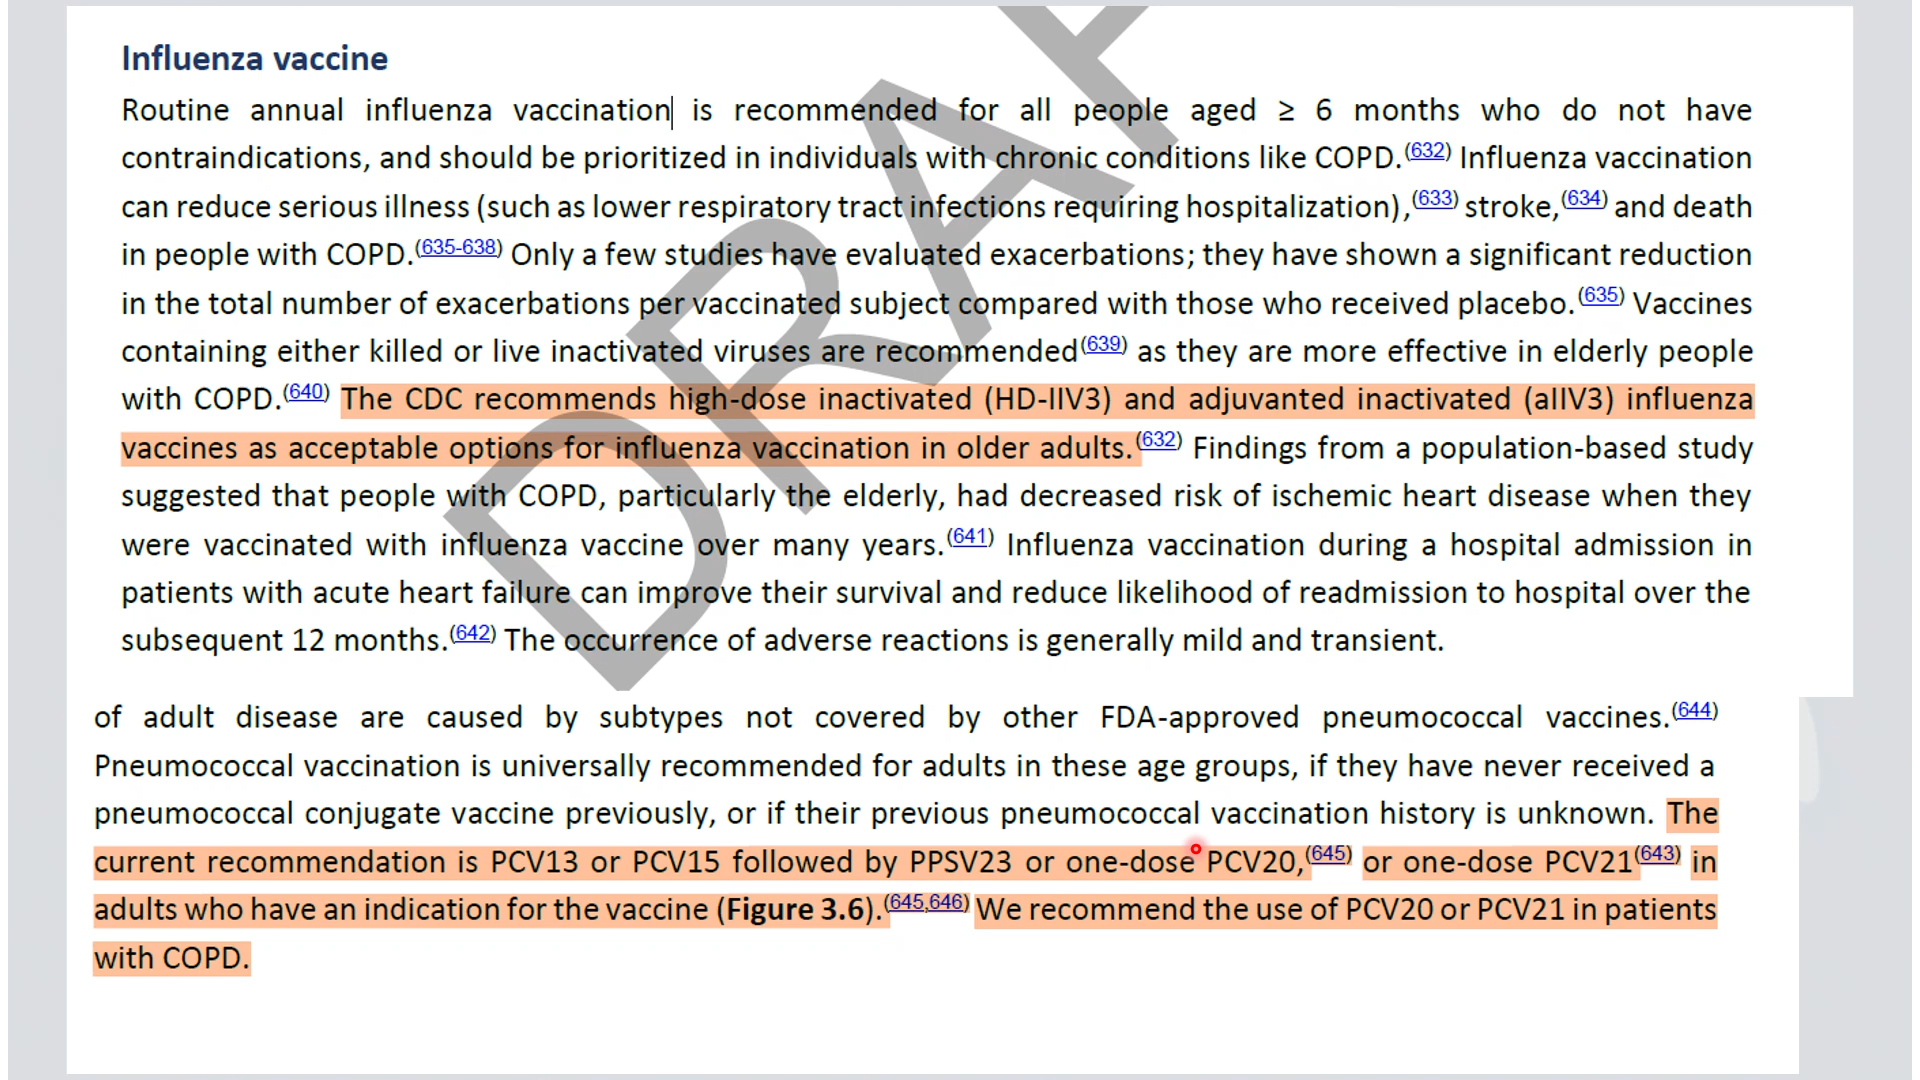 Influenza vaccine
Routine annual influenza vaccination is recommended for all people aged ≥ 6 months who do not have
contraindications, and should be prioritized in individuals with chronic conditions like COPD.(632) Influenza vaccination
can reduce serious illness (such as lower respiratory tract infections requiring hospitalization),(633) stroke,(634) and death
in people with COPD.(635-638) Only a few studies have evaluated exacerbations; they have shown a significant reduction
in the total number of exacerbations per vaccinated subject compared with those who received placebo.(635) Vaccines
containing either killed or live inactivated viruses are recommended(639) as they are more effective in elderly people
with COPD.(640) The CDC recommends high-dose inactivated (HD-IIV3) and adjuvanted inactivated (aIIV3) influenza
vaccines as acceptable options for influenza vaccination in older adults.(632) Findings from a population-based study
suggested that people with COPD, particularly the elderly, had decreased risk of ischemic heart disease when they
were vaccinated with influenza vaccine over many years.(641) Influenza vaccination during a hospital admission in
patients with acute heart failure can improve their survival and reduce likelihood of readmission to hospital over the
subsequent 12 months.(642) The occurrence of adverse reactions is generally mild and transient.
DRAF
of adult disease are caused by subtypes not covered by other FDA-approved pneumococcal vaccines.(644)
Pneumococcal vaccination is universally recommended for adults in these age groups, if they have never received a
pneumococcal conjugate vaccine previously, or if their previous pneumococcal vaccination history is unknown. The
current recommendation is PCV13 or PCV15 followed by PPSV23 or one-dose PCV20,(645) or one-dose PCV21(643) in
adults who have an indication for the vaccine (Figure 3.6).(645,646) We recommend the use of PCV20 or PCV21 in patients
with COPD.